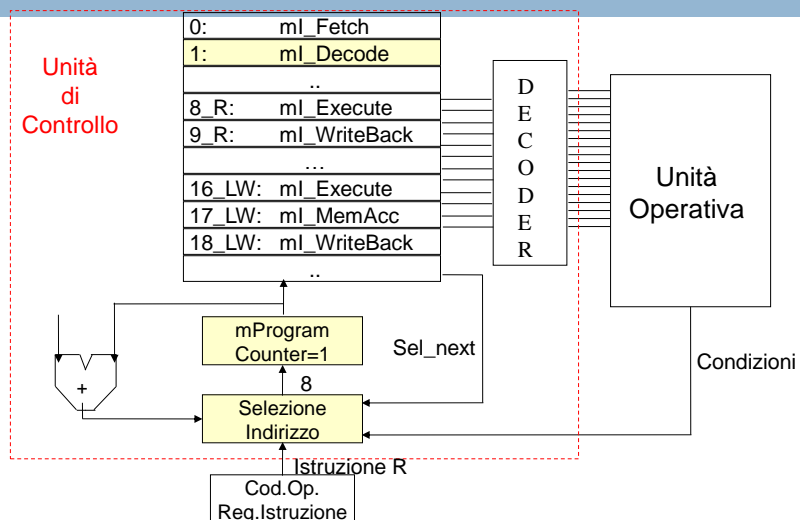 0: mI_Fetch
1: mI_Decode
..
8_R: mI_Execute
9_R: mI_WriteBack
...
16_LW: mI_Execute
17_LW: mI_MemAcc
18_LW: mI_WriteBack
..
Unità
di
Controllo
D
E
C
O
D
E
R
Unità
Operativa
mProgram
Counter=1
Sel_next
Condizioni
+
8
Selezione
Indirizzo
Istruzione R
Cod.Op.
Reg.Istruzione